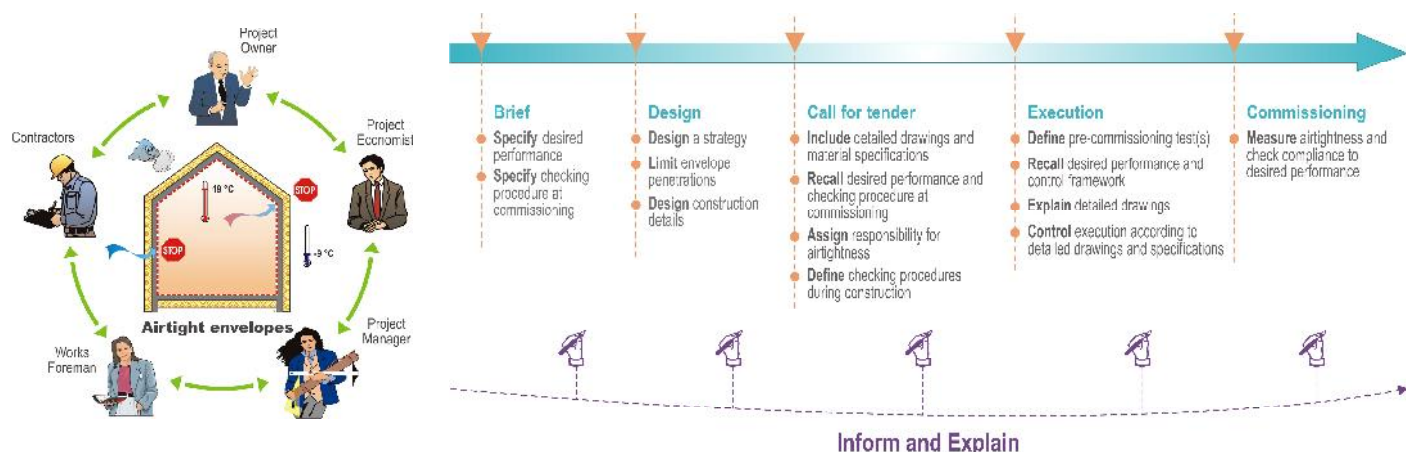 Project
Owner
Contractors
Project
Economist
19 °C
STOP
STOP
-9 °C
Airtight envelopes
Works
Foreman
Project
Manager
Brief
Specify desired
performance
Specify checking
procedure at
commissioning
Design
Design a strategy
Limit envelope
penetrations
Design construction
details
Call for tender
Include detailed drawings and
material specifications
Recall desired performance and
checking procedure at
commissioning
Assign responsibility for
airtightness
Define checking procedures
during construction
Execution
Define pre-commissioning test(s)
Recall desired performance and
control framework
Explain detailed drawings
Control execution according to
detailed drawings and specifications
Commissioning
Measure airtightness and
check compliance to
desired performance
Inform and Explain